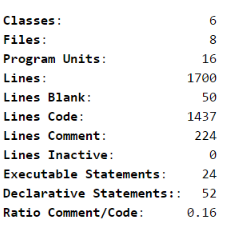 Classes: 6
Files: 8
Program Units: 16
Lines: 1700
Lines Blank: 50
Lines Code: 1437
Lines Comment: 224
Lines Inactive: 0
Executable Statements: 24
Declarative Statements:: 52
Ratio Comment/Code: 0.16